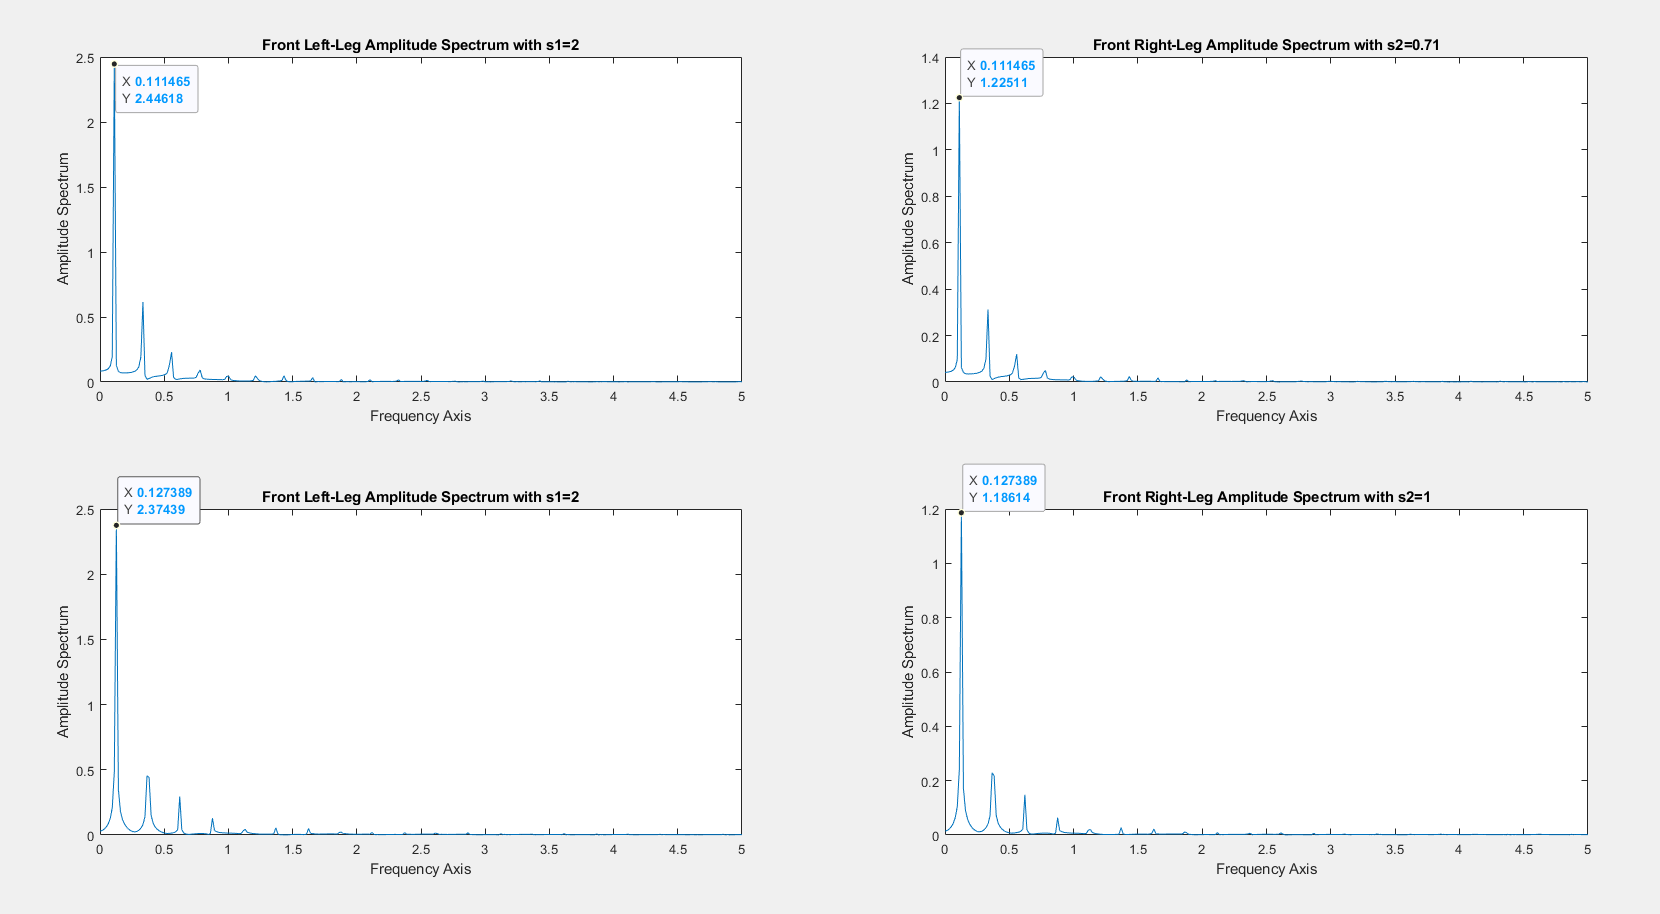 Front Left-Leg Amplitude Spectrum with s1=2
X 0.111465
Y 2.44618
2.5
2
1.5
1
0.5
0
Amplitude Spectrum
0 0.5 1 1.5 2 2.5 3 3.5 4 4.5 5
Frequency Axis
Front Right-Leg Amplitude Spectrum with s2=0.71
X 0.111465
Y 1.22511
1.4
1.2
1
0.8
0.6
0.4
0.2
0
Amplitude Spectrum
0 0.5 1 1.5 2 2.5 3 3.5 4 4.5 5
Frequency Axis
Front Left-Leg Amplitude Spectrum with s1=2
X 0.127389
Y 2.37439
2.5
2
1.5
1
0.5
0
Amplitude Spectrum
0 0.5 1 1.5 2 2.5 3 3.5 4 4.5 5
Frequency Axis
Front Right-Leg Amplitude Spectrum with s2=1
X 0.127389
Y 1.18614
1.2
1
0.8
0.6
0.4
0.2
0
Amplitude Spectrum
0 0.5 1 1.5 2 2.5 3 3.5 4 4.5 5
Frequency Axis